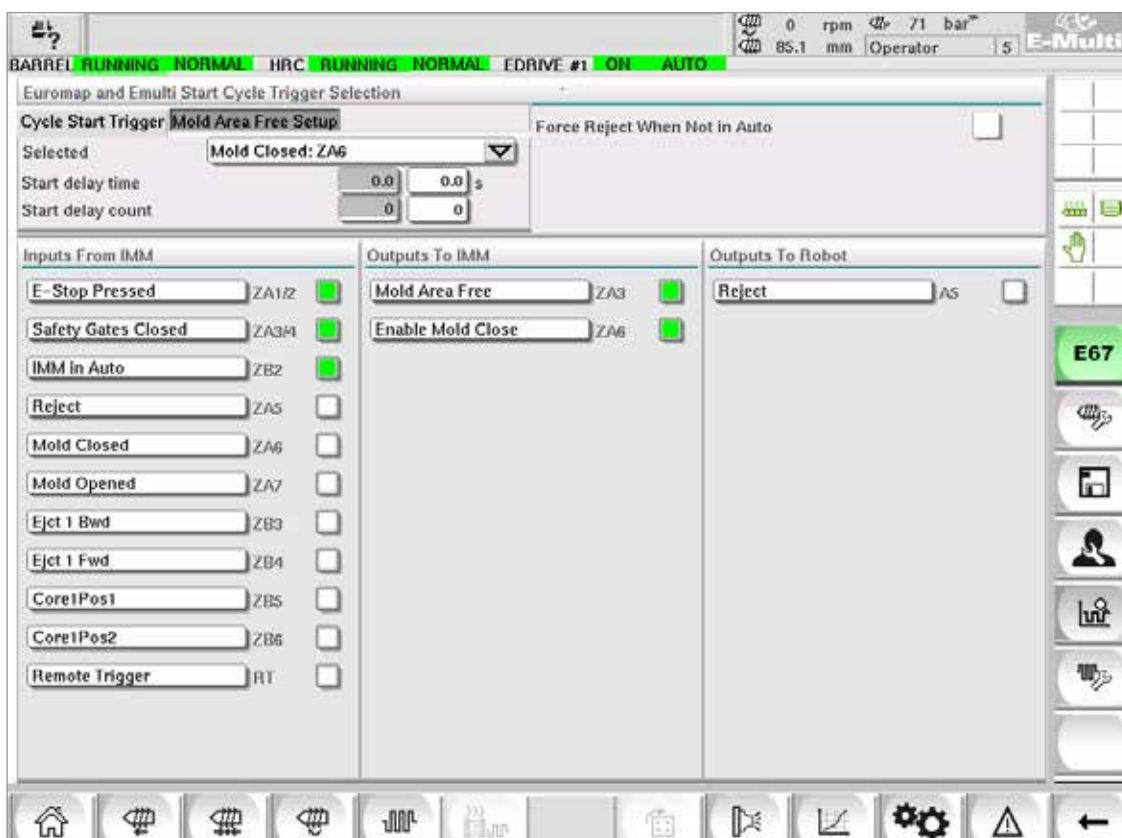 0 rpm 71 bar
85.1 mm Operator 5 E-Multi
BARREL RUNNING NORMAL HRC RUNNING NORMAL EDRIVE #1 ON AUTO
Euromap and Emulti Start Cycle Trigger Selection
Cycle Start Trigger Mold Area Free Setup
Force Reject When Not in Auto
Selected Mold Closed: ZA6
Start delay time 0.0 0.0 s
Start delay count 0 0
Inputs From IMM
E-Stop Pressed ZA1/2
Safety Gates Closed ZA3/4
IMM in Auto ZB2
Reject ZA5
Mold Closed ZA6
Mold Opened ZA7
Ejct 1 Bwd ZB3
Ejct 1 Fwd ZB4
Core1Pos1 ZB5
Core1Pos2 ZB6
Remote Trigger RT
Outputs To IMM
Mold Area Free ZA3
Enable Mold Close ZA6
Outputs To Robot
Reject A5
E67